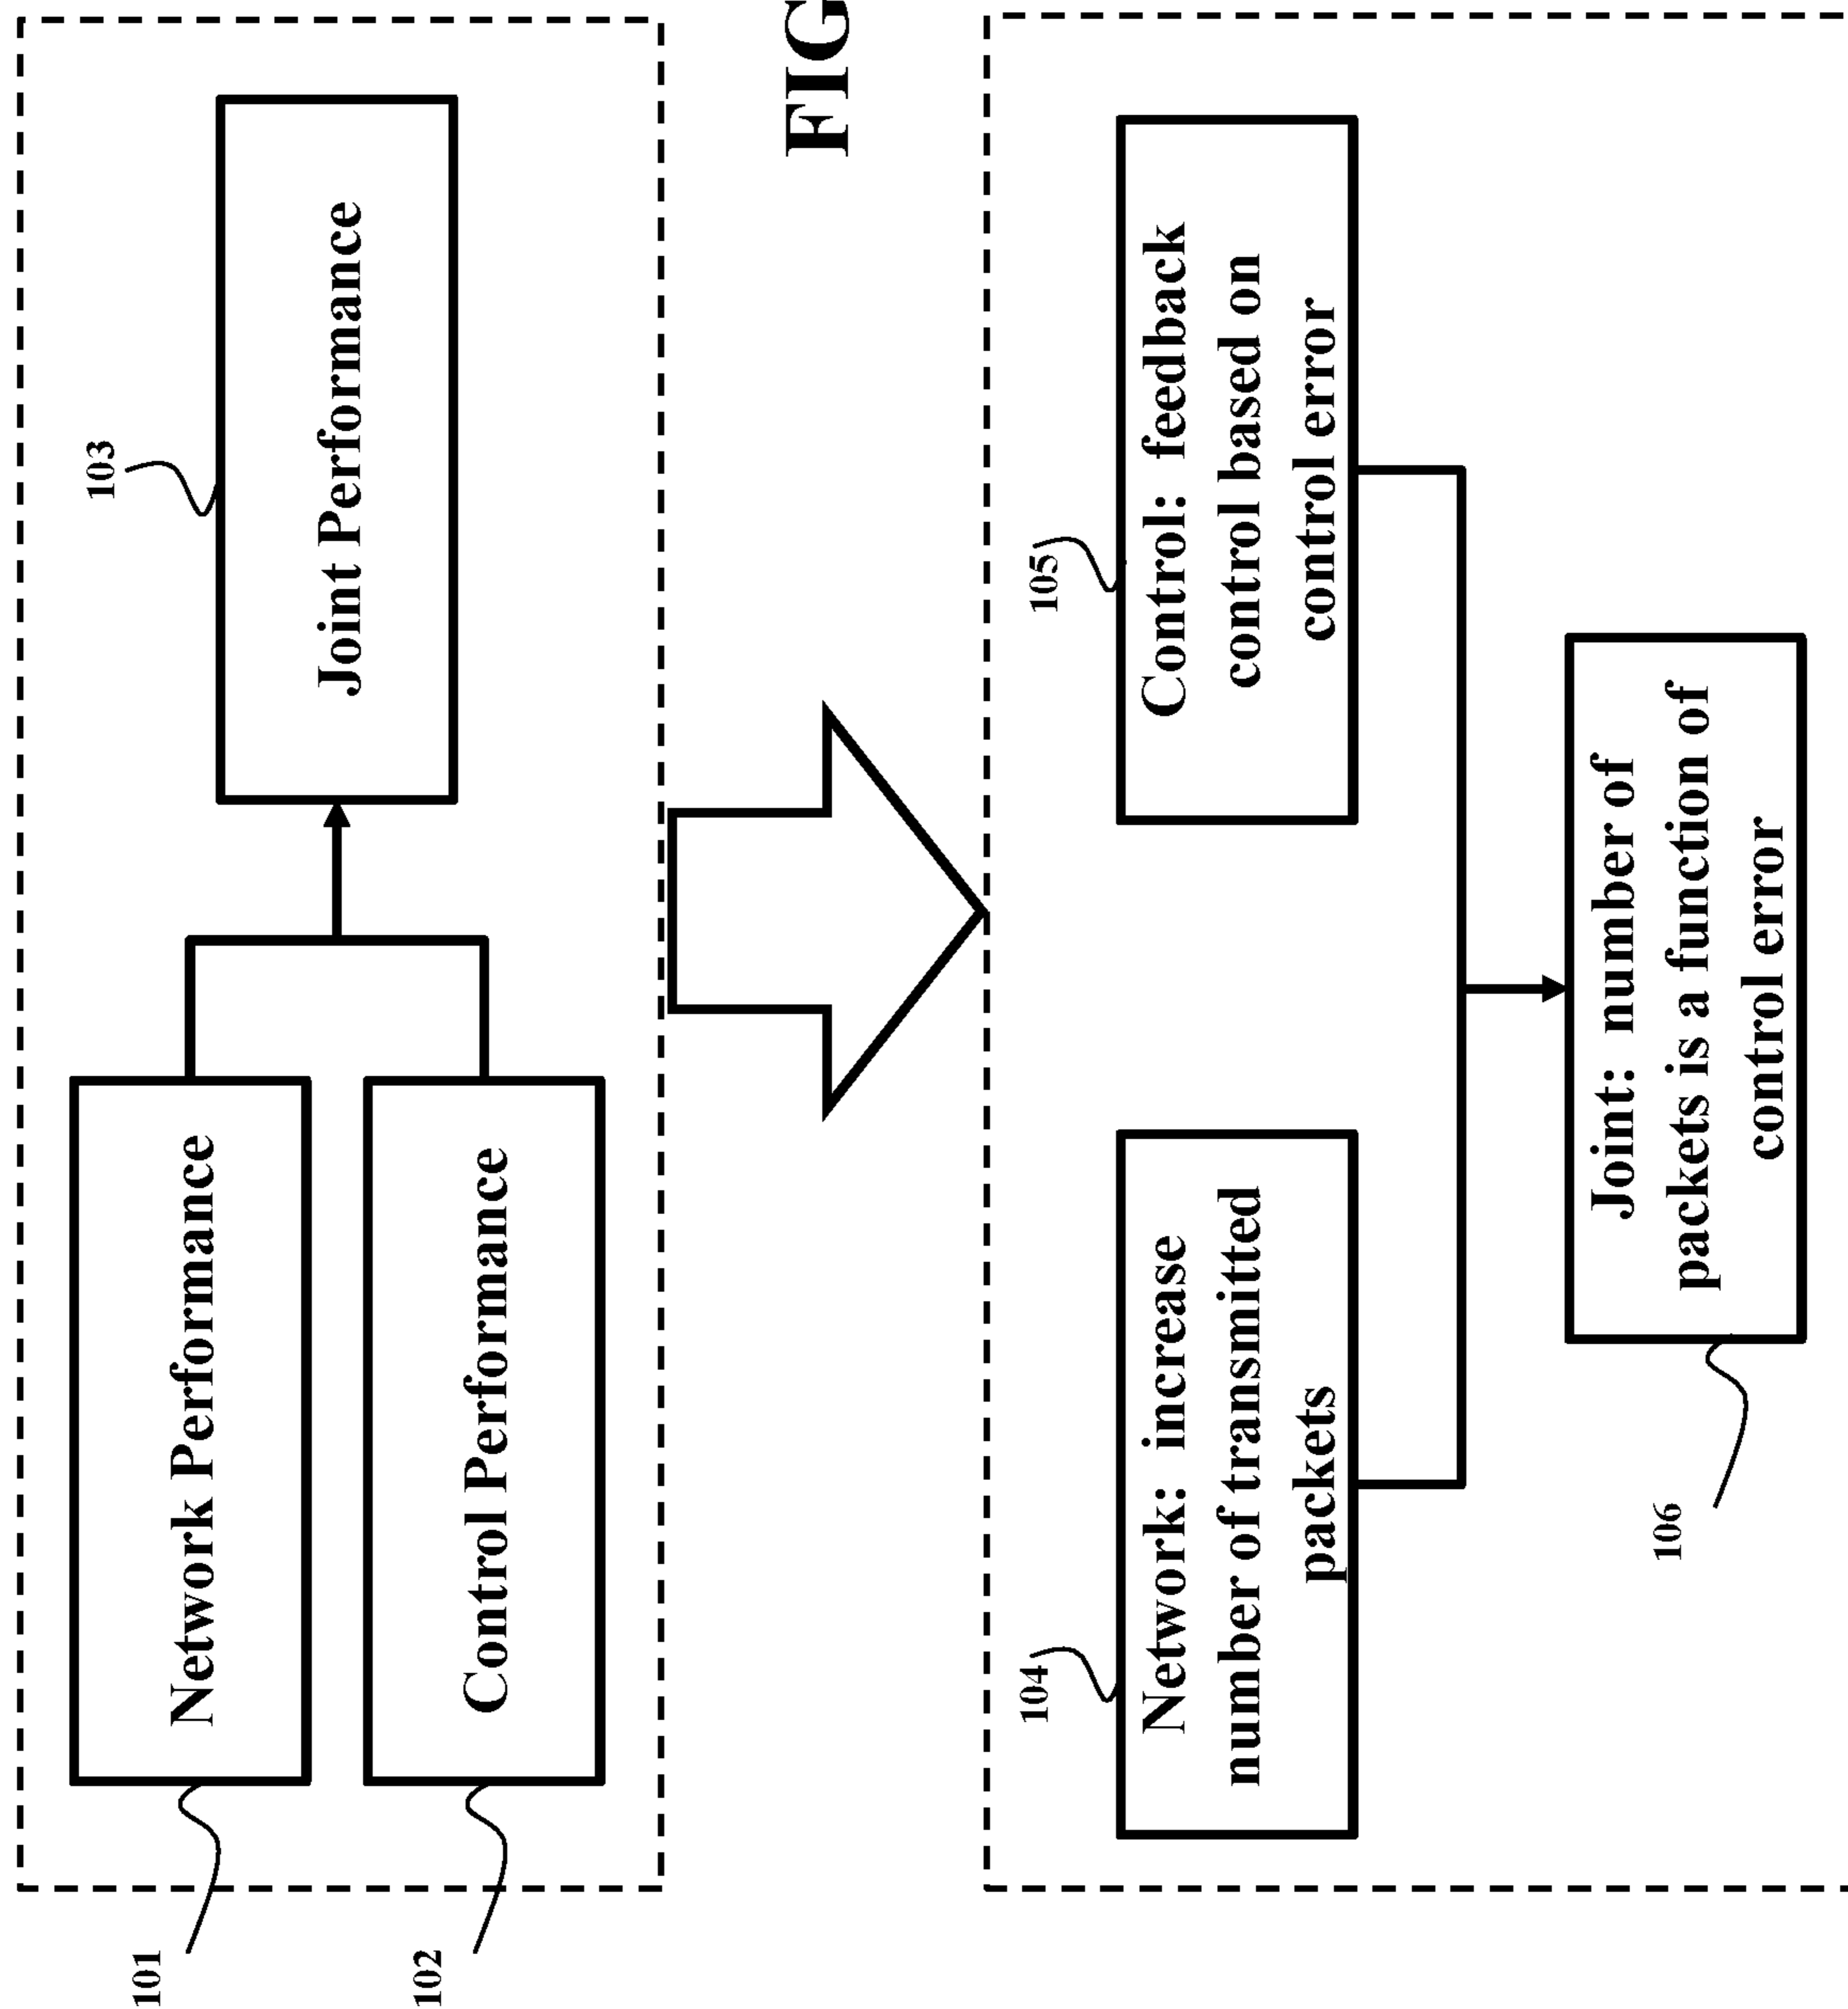 101
Network Performance
102
Control Performance
103
Joint Performance
FIG
104
Network: increase
number of transmitted
packets
105
Control: feedback
control based on
control error
106
Joint: number of
packets is a function of
control error